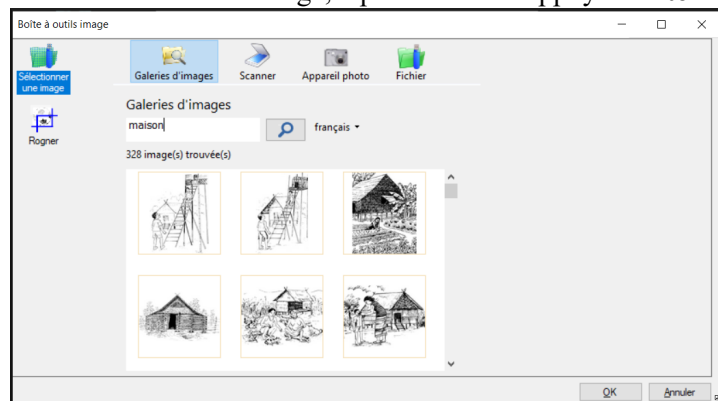 Boîte à outils image
Sélectionner
une image
Rogner
Galeries d'images
Scanner
Appareil photo
Fichier
Galeries d'images
maison
français
328 image(s) trouvée(s)
OK
Annuler